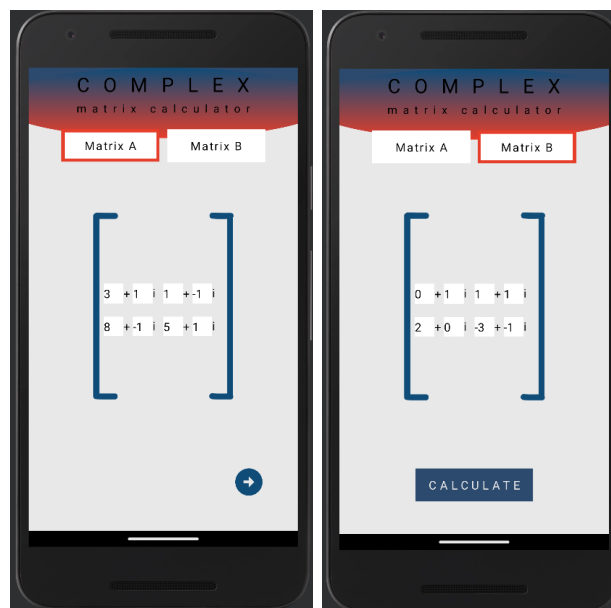 COMPLEX
matrix calculator
Matrix A Matrix B
3 +1 i 1 +-1 i
8 +-1 i 5 +1 i
COMPLEX
matrix calculator
Matrix A Matrix B
0 +1 i 1 +1 i
2 +0 i -3 +-1 i
CALCULATE